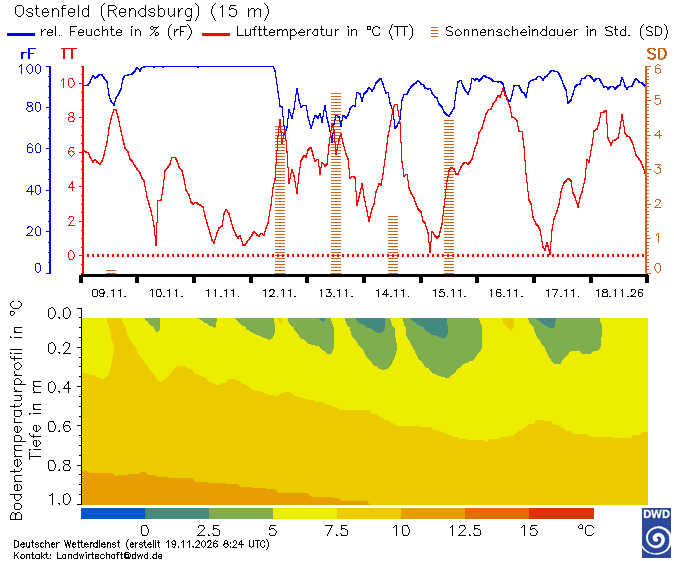 Ostenfeld (Rendsburg) (15 m)
rel. Feuchte in % (rF) Lufttemperatur in °C (TT) Sonnenscheindauer in Std. (SD)
rF TT SD
100 10 6
80 8 5
60 6 4
40 4 3
20 2 2
0 0 1
0
09.11. 10.11. 11.11. 12.11. 13.11. 14.11. 15.11. 16.11. 17.11. 18.11.26
Bodentemperaturprofil in °C
Tiefe in m
0.0
0.2
0.4
0.6
0.8
1.0
0 2.5 5 7.5 10 12.5 15 °C
DWD
Deutscher Wetterdienst (erstellt 19.11.2026 8:24 UTC)
Kontakt: Landwirtschaft@dwd.de